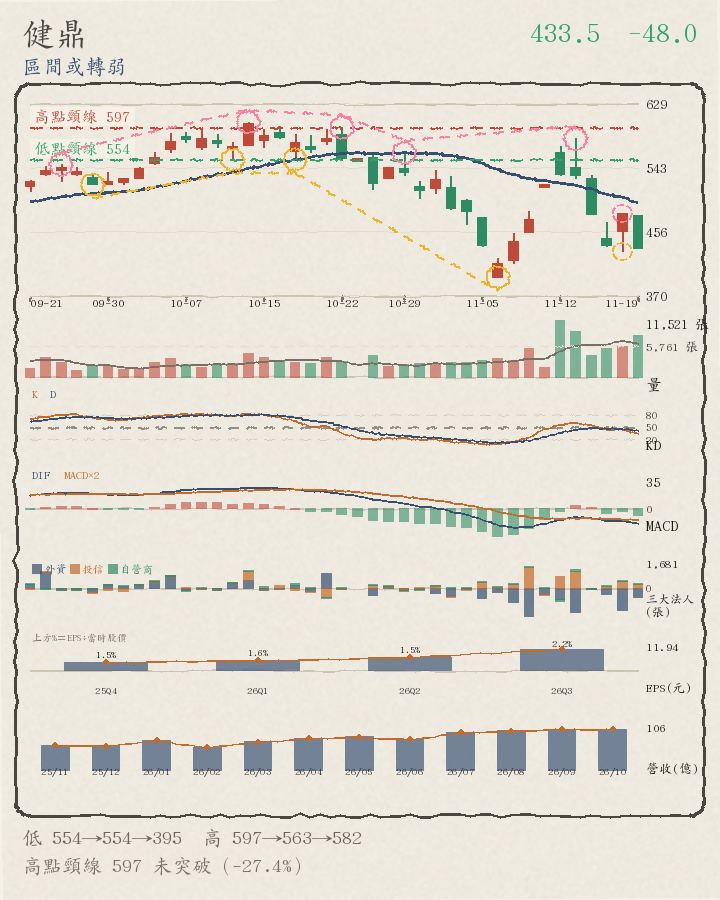 健鼎
433.5 -48.0
區間或轉弱
629
高點頸線 597
低點頸線 554
543
456
370
09-21 09-30 10-07 10-15 10-22 10-29 11-05 11-12 11-19
11,521 張
5,761 張
量
K D
80
50
20
KD
DIF MACD×2
35
0
MACD
外資 投信 自營商
1,681
0
三大法人
(張)
上方%=EPS÷當時股價
1.5% 1.6% 1.5% 2.2%
11.94
25Q4 26Q1 26Q2 26Q3
EPS(元)
106
25/11 25/12 26/01 26/02 26/03 26/04 26/05 26/06 26/07 26/08 26/09 26/10
營收(億)
低 554→554→395 高 597→563→582
高點頸線 597 未突破 (-27.4%)